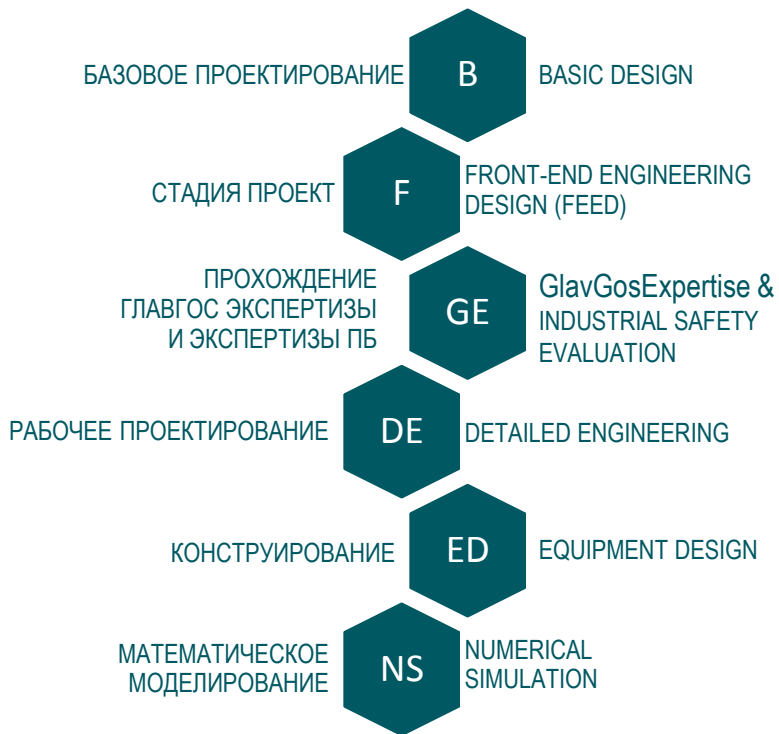 БАЗОВОЕ ПРОЕКТИРОВАНИЕ
B
BASIC DESIGN
СТАДИЯ ПРОЕКТ
F
FRONT-END ENGINEERING
DESIGN (FEED)
ПРОХОЖДЕНИЕ
ГЛАВГОС ЭКСПЕРТИЗЫ
И ЭКСПЕРТИЗЫ ПБ
GE
GlavGosExpertise &
INDUSTRIAL SAFETY
EVALUATION
РАБОЧЕЕ ПРОЕКТИРОВАНИЕ
DE
DETAILED ENGINEERING
КОНСТРУИРОВАНИЕ
ED
EQUIPMENT DESIGN
МАТЕМАТИЧЕСКОЕ
МОДЕЛИРОВАНИЕ
NS
NUMERICAL
SIMULATION